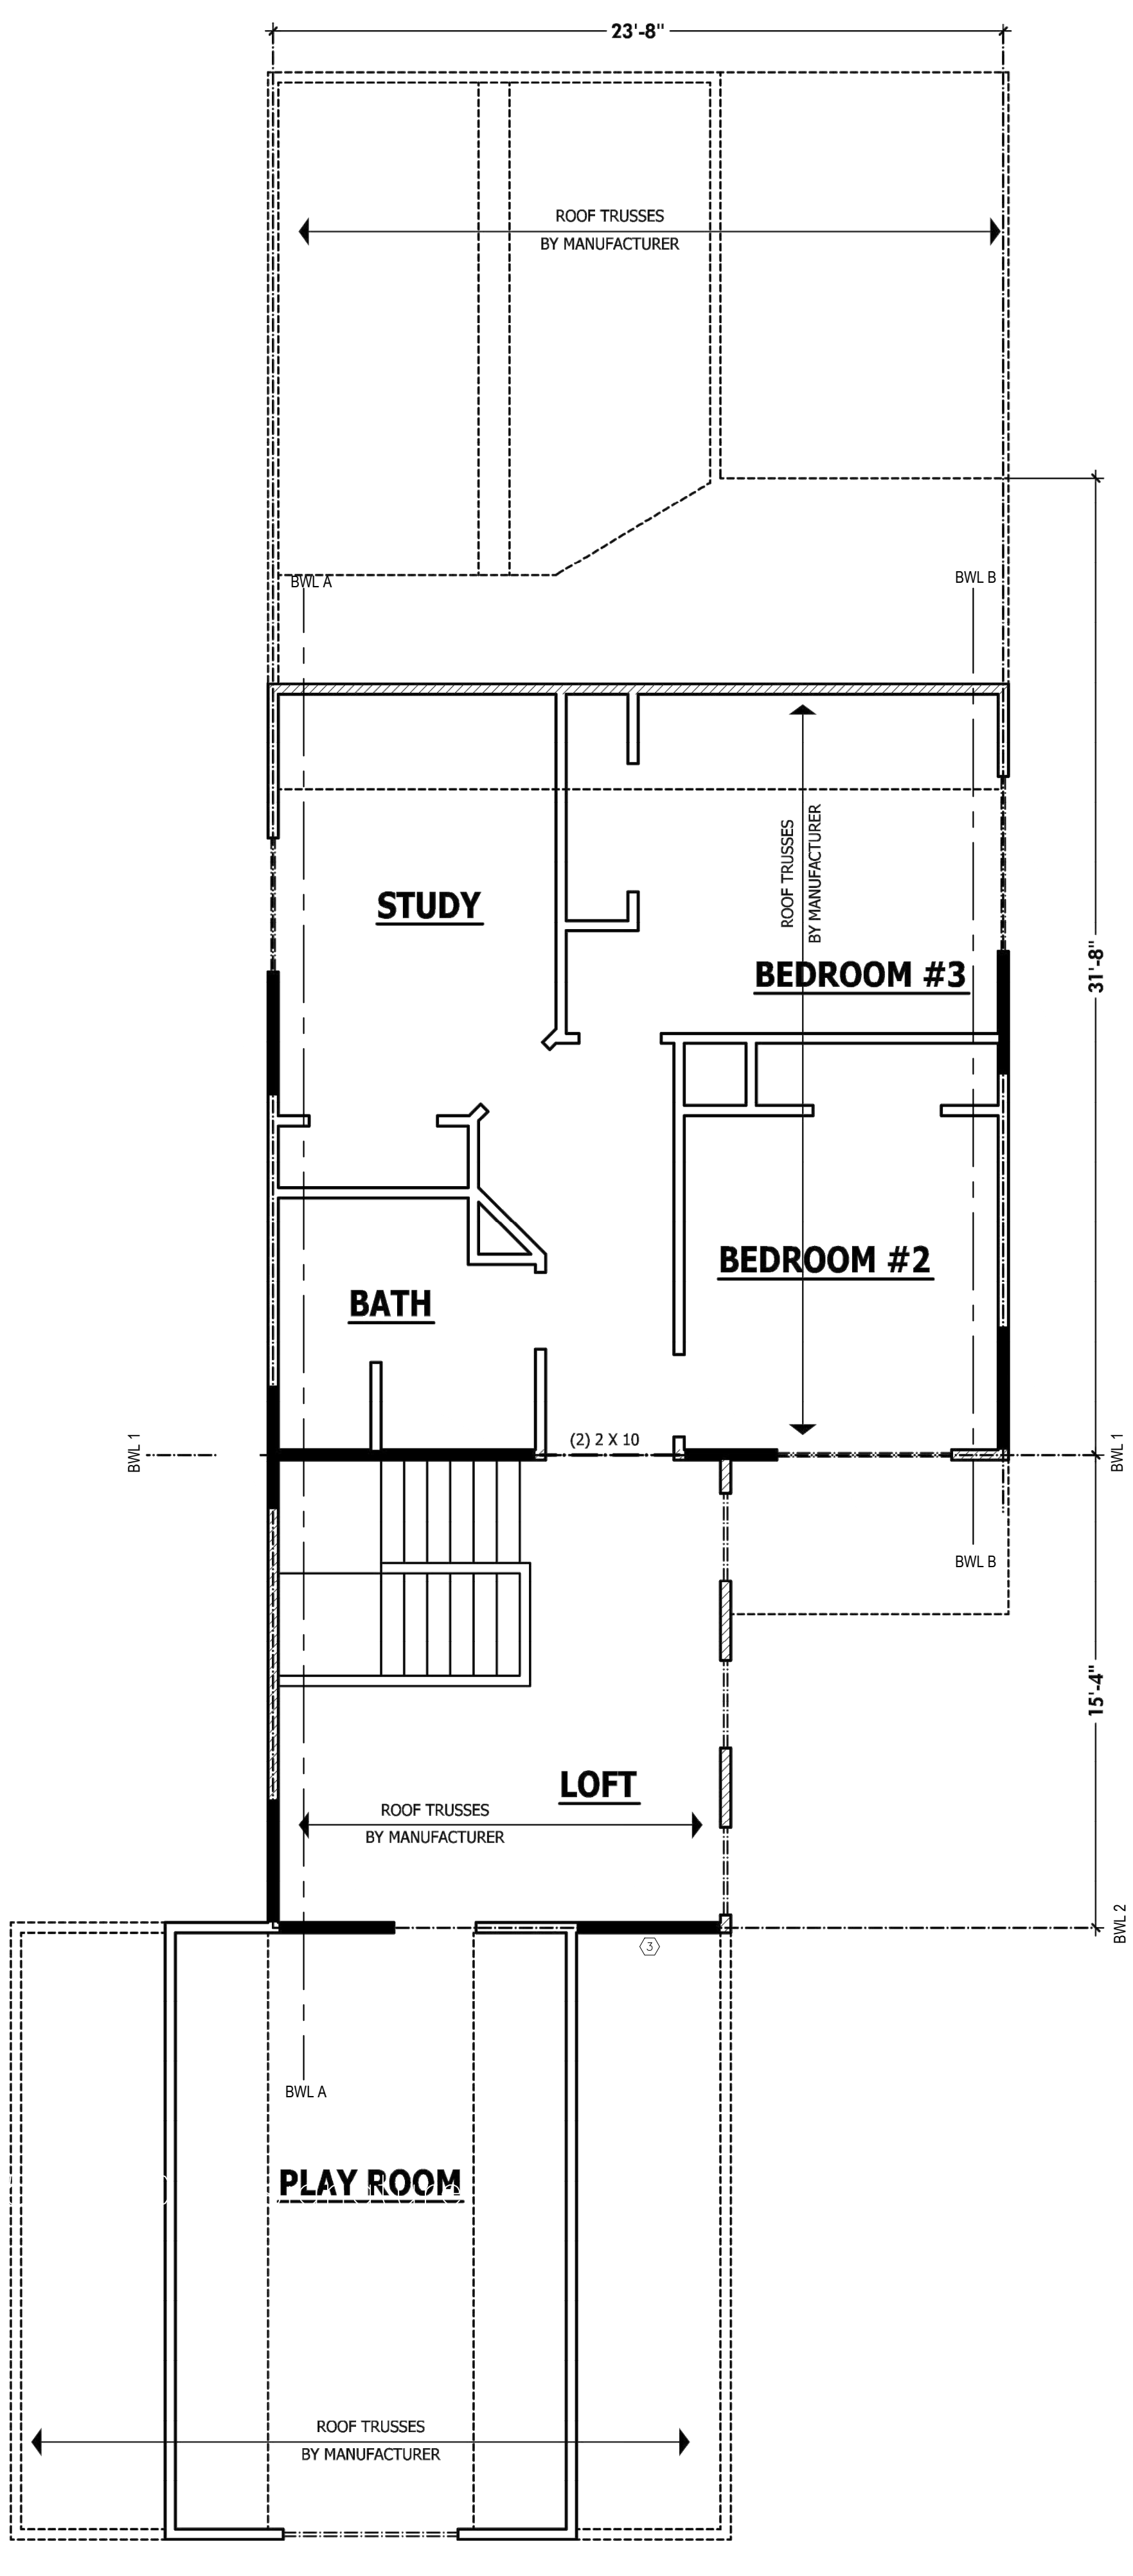 23'-8"
ROOF TRUSSES
BY MANUFACTURER
BWL A
BWL B
ROOF TRUSSES
BY MANUFACTURER
STUDY
31'-8"
BEDROOM #3
BEDROOM #2
BATH
(2) 2 X 10
BWL 1
BWL 1
BWL B
15'-4"
LOFT
ROOF TRUSSES
BY MANUFACTURER
BWL 2
3
BWL A
PLAY ROOM
ROOF TRUSSES
BY MANUFACTURER